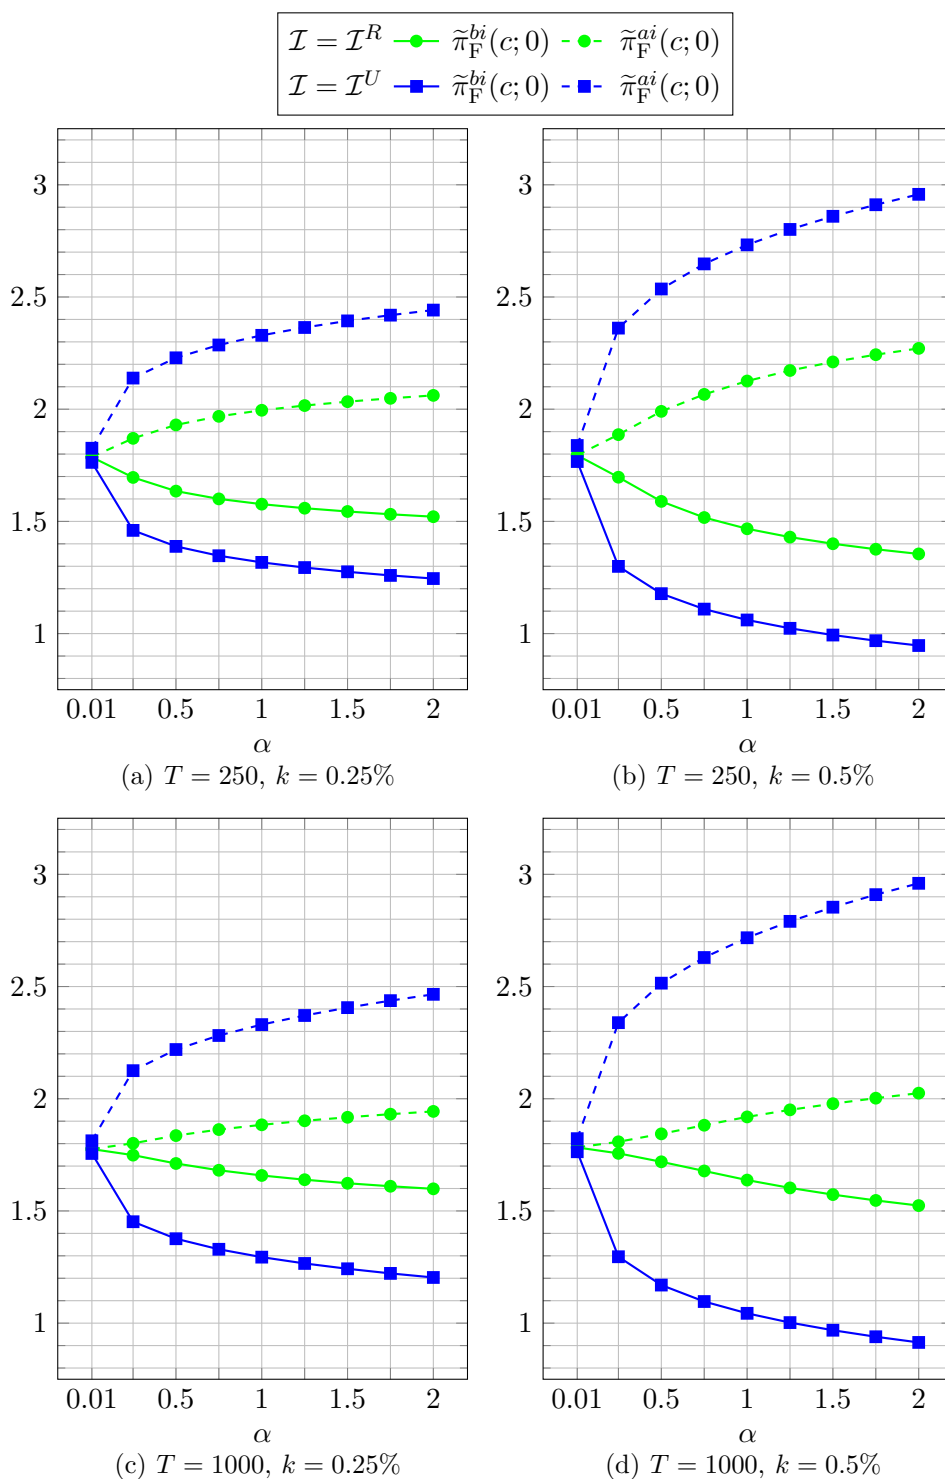 I = I^R π̃_F^{bi}(c; 0) π̃_F^{ai}(c; 0)
I = I^U π̃_F^{bi}(c; 0) π̃_F^{ai}(c; 0)
3
2.5
2
1.5
1
0.01 0.5 1 1.5 2
α
(a) T = 250, k = 0.25%
3
2.5
2
1.5
1
0.01 0.5 1 1.5 2
α
(b) T = 250, k = 0.5%
3
2.5
2
1.5
1
0.01 0.5 1 1.5 2
α
(c) T = 1000, k = 0.25%
3
2.5
2
1.5
1
0.01 0.5 1 1.5 2
α
(d) T = 1000, k = 0.5%